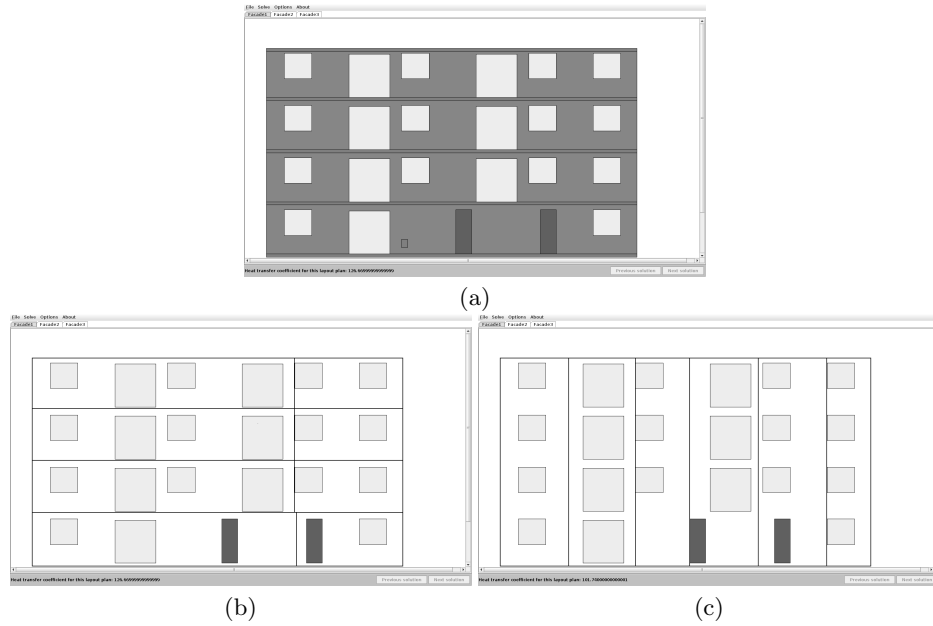 File Solve Options About
Facade1 Facade2 Facade3
Heat transfer coefficient for this layout plan: 126.66999999999999
Previous solution Next solution
(a)
File Solve Options About
Facade1 Facade2 Facade3
Heat transfer coefficient for this layout plan: 126.66999999999999
Previous solution Next solution
(b)
File Solve Options About
Facade1 Facade2 Facade3
Heat transfer coefficient for this layout plan: 101.76000000000001
Previous solution Next solution
(c)